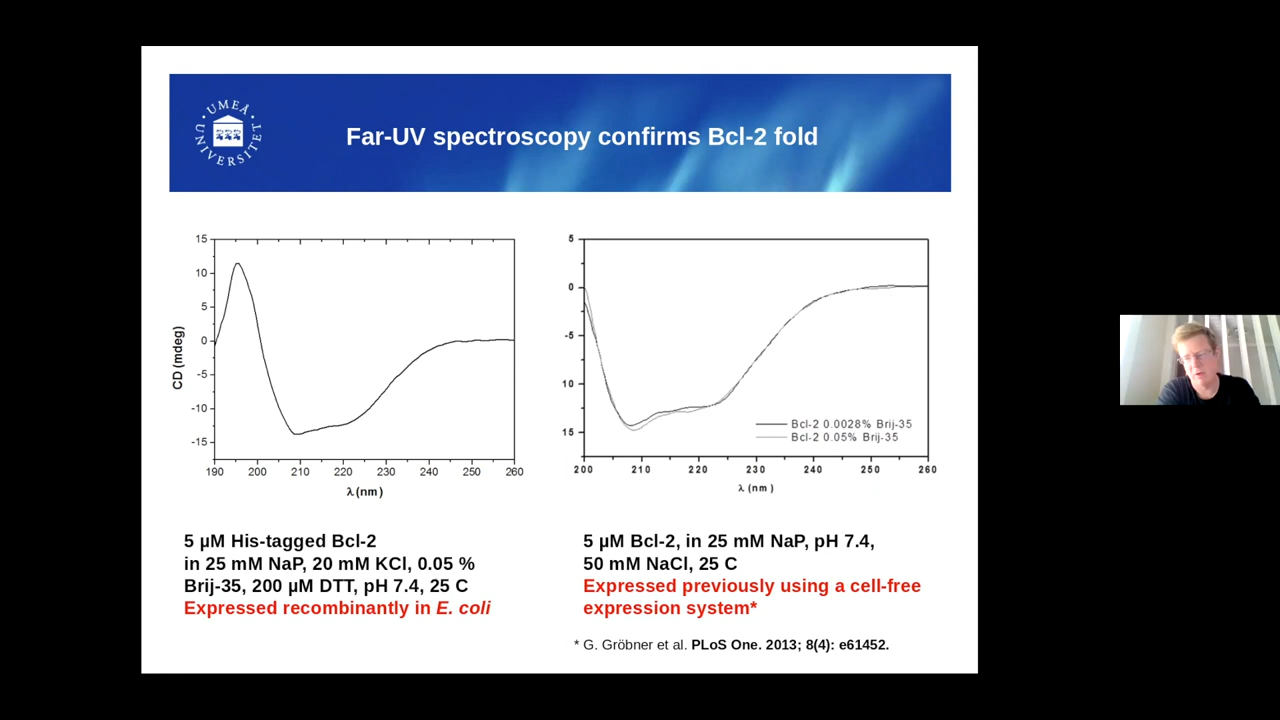 UMEÅ UNIVERSITET
Far-UV spectroscopy confirms Bcl-2 fold
15
10
5
0
-5
-10
-15
CD (mdeg)
190 200 210 220 230 240 250 260
λ (nm)
5
0
-5
10
15
Bcl-2 0.0028% Brij-35
Bcl-2 0.05% Brij-35
200 210 220 230 240 250 260
λ (nm)
5 µM His-tagged Bcl-2
in 25 mM NaP, 20 mM KCl, 0.05 %
Brij-35, 200 µM DTT, pH 7.4, 25 C
Expressed recombinantly in E. coli
5 µM Bcl-2, in 25 mM NaP, pH 7.4,
50 mM NaCl, 25 C
Expressed previously using a cell-free
expression system*
* G. Gröbner et al. PLoS One. 2013; 8(4): e61452.